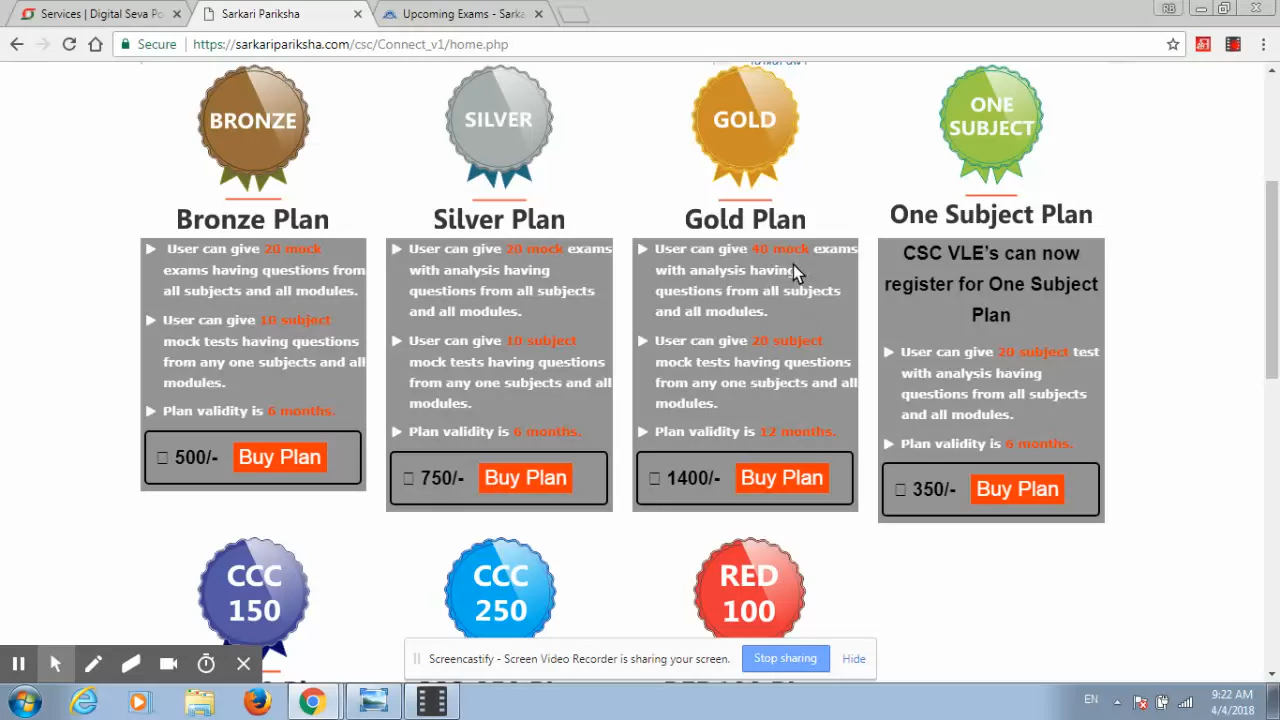 Services | Digital Seva Po
Sarkari Pariksha
Upcoming Exams - Sarka
RB
Secure
https://sarkaripariksha.com/csc/Connect_v1/home.php
BRONZE
SILVER
GOLD
ONE
SUBJECT
Bronze Plan
User can give 20 mock
exams having questions from
all subjects and all modules.
User can give 10 subject
mock tests having questions
from any one subjects and all
modules.
Plan validity is 6 months.
500/- Buy Plan
Silver Plan
User can give 20 mock exams
with analysis having
questions from all subjects
and all modules.
User can give 10 subject
mock tests having questions
from any one subjects and all
modules.
Plan validity is 6 months.
750/- Buy Plan
Gold Plan
User can give 40 mock exams
with analysis having
questions from all subjects
and all modules.
User can give 20 subject
mock tests having questions
from any one subjects and all
modules.
Plan validity is 12 months.
1400/- Buy Plan
One Subject Plan
CSC VLE's can now
register for One Subject
Plan
User can give 20 subject test
with analysis having
questions from all subjects
and all modules.
Plan validity is 6 months.
350/- Buy Plan
CCC
150
CCC
250
RED
100
Screencastify - Screen Video Recorder is sharing your screen.
Stop sharing
Hide
EN
9:22 AM
4/4/2018